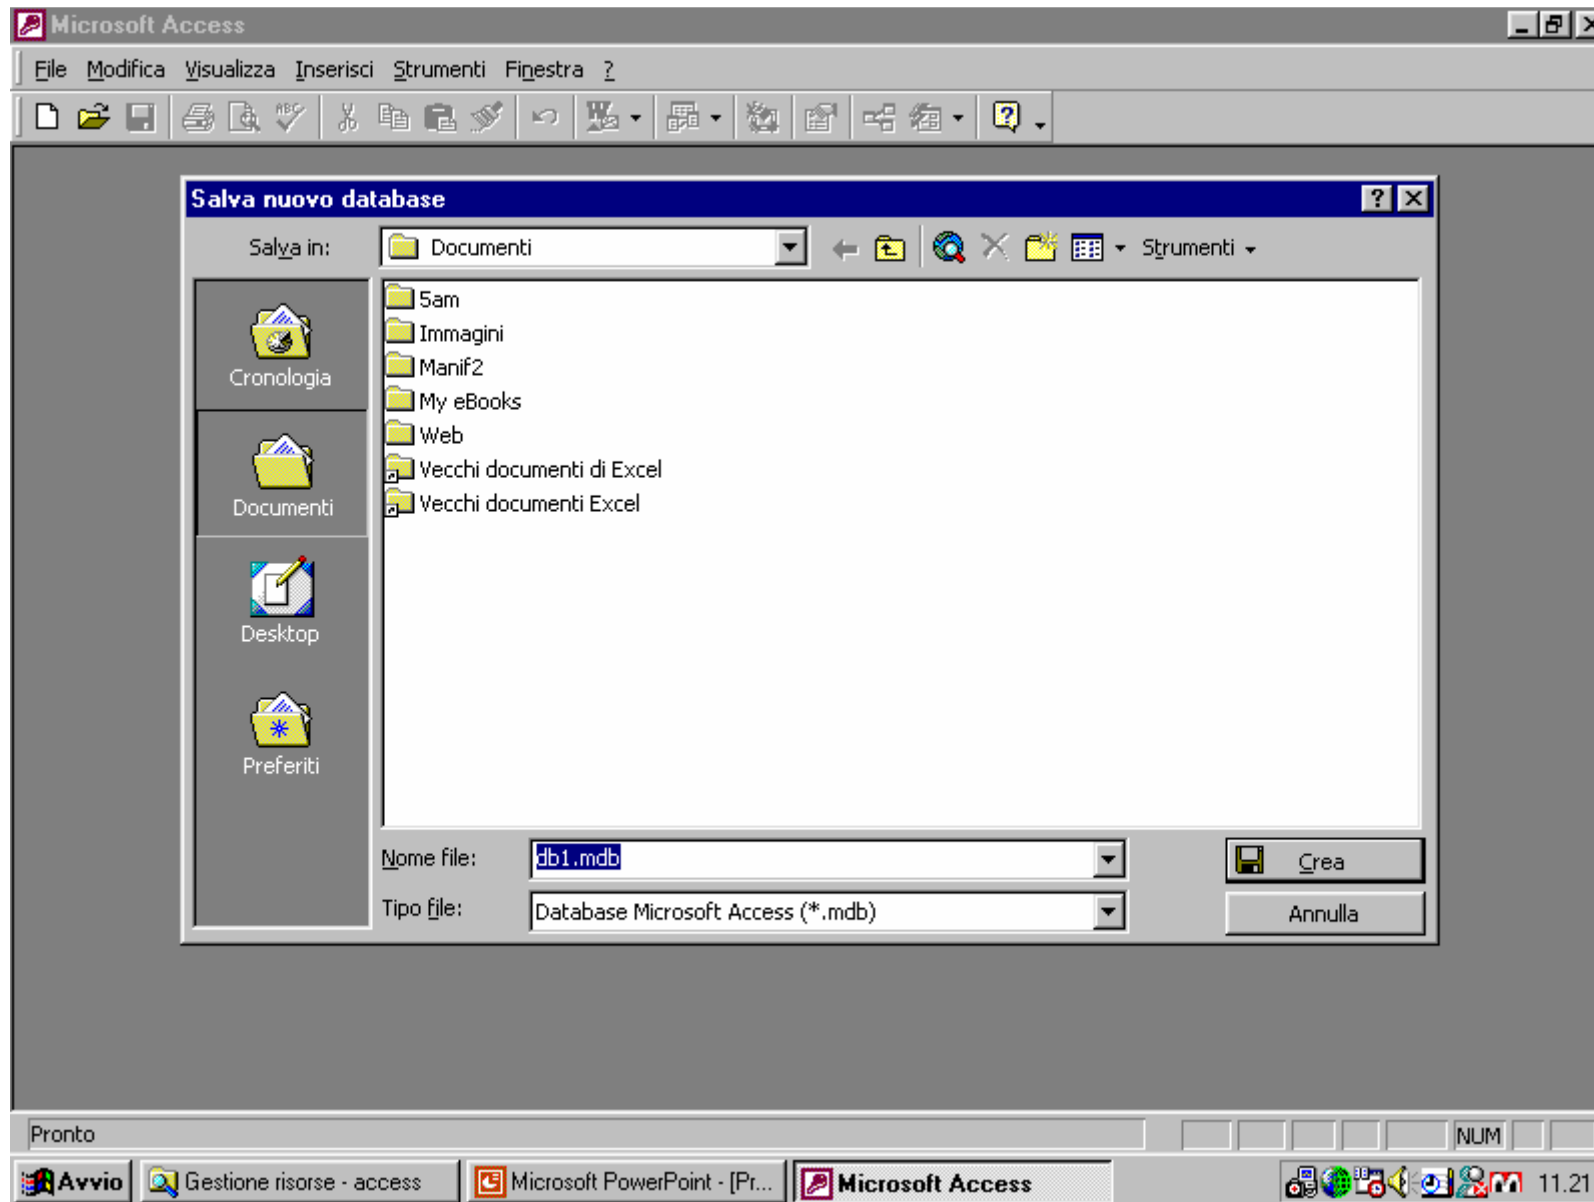 Microsoft Access
File Modifica Visualizza Inserisci Strumenti Finestra ?
Salva nuovo database
Salva in: Documenti Strumenti
5am
Immagini
Manif2
My eBooks
Web
Vecchi documenti di Excel
Vecchi documenti Excel
Cronologia
Documenti
Desktop
Preferiti
Nome file: db1.mdb Crea
Tipo file: Database Microsoft Access (*.mdb) Annulla
Pronto NUM
Avvio Gestione risorse - access Microsoft PowerPoint - [Pr... Microsoft Access 11.21